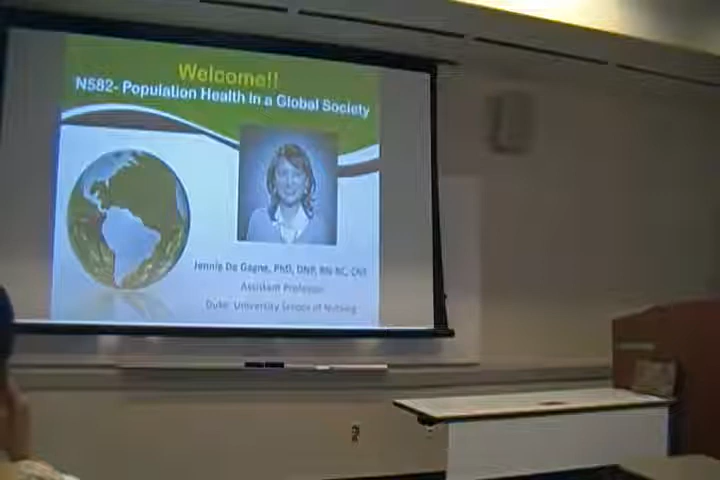 Welcome!!
N582- Population Health in a Global Society
Jennie De Gagne, PhD, DNP, RN-BC, CNE
Assistant Professor
Duke University School of Nursing